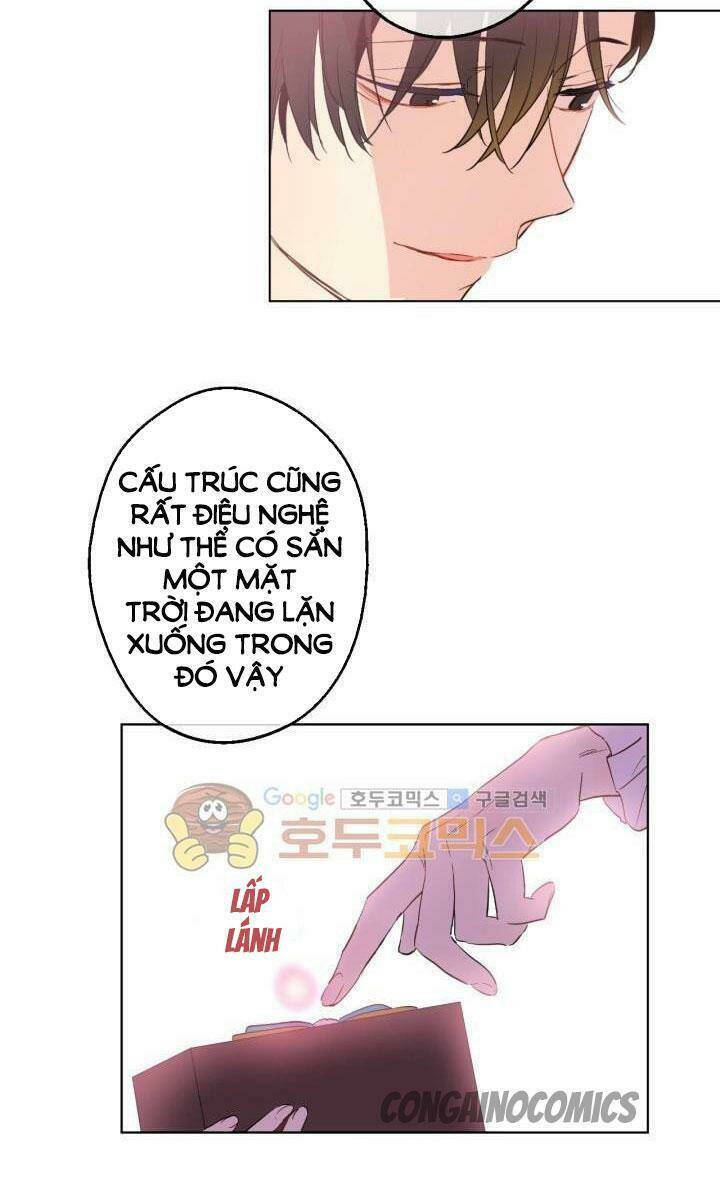 CẤU TRÚC CŨNG
RẤT ĐIỆU NGHỆ
NHƯ THỂ CÓ SẴN
MỘT MẶT
TRỜI ĐANG LẶN
XUỐNG TRONG
ĐÓ VẬY
Google 호두코믹스 구글검색
호두코믹스
LẤP
LÁNH
CONGAINOCOMICS